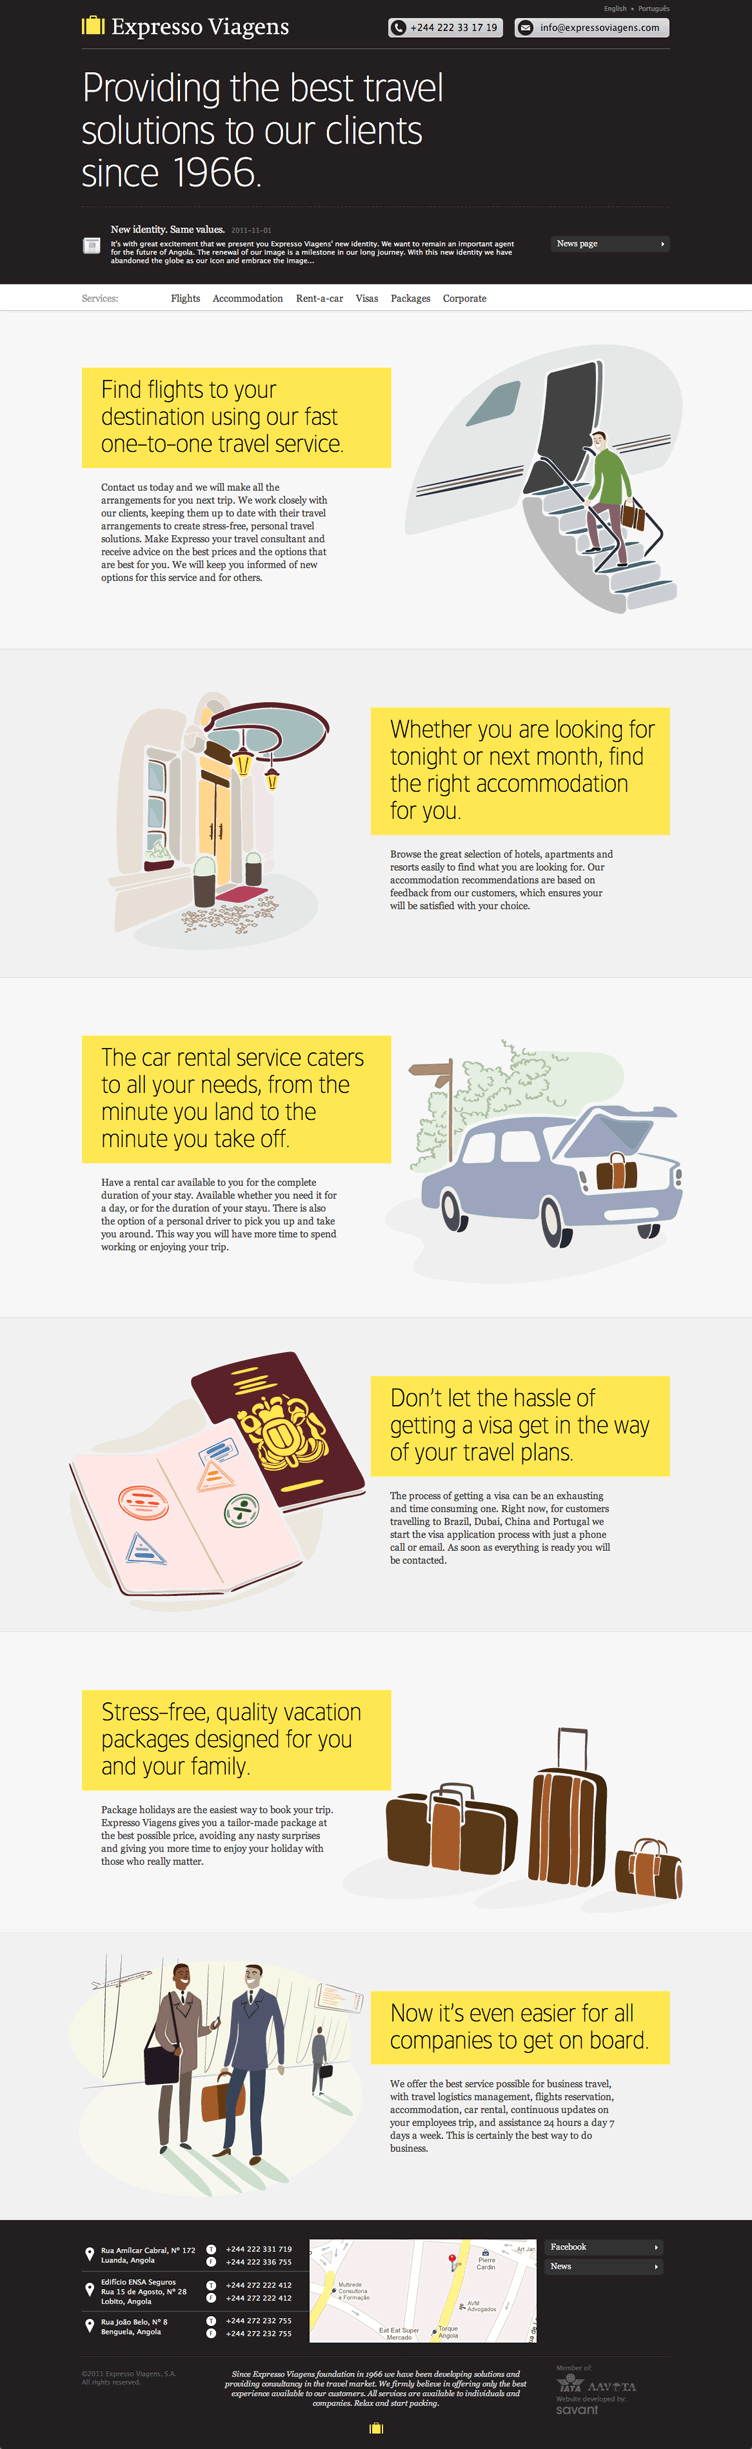 English • Português
Expresso Viagens
+244 222 33 17 19
info@expressoviagens.com
Providing the best travel
solutions to our clients
since 1966.
New identity. Same values. 2011-11-01
It's with great excitement that we present you Expresso Viagens' new identity. We want to remain an important agent
for the future of Angola. The renewal of our image is a milestone in our long journey. With this new identity we have
abandoned the globe as our icon and embrace the image...
News page
Services: Flights Accommodation Rent-a-car Visas Packages Corporate
Find flights to your
destination using our fast
one-to-one travel service.
Contact us today and we will make all the
arrangements for you next trip. We work closely with
our clients, keeping them up to date with their travel
arrangements to create stress-free, personal travel
solutions. Make Expresso your travel consultant and
receive advice on the best prices and the options that
are best for you. We will keep you informed of new
options for this service and for others.
Whether you are looking for
tonight or next month, find
the right accommodation
for you.
Browse the great selection of hotels, apartments and
resorts easily to find what you are looking for. Our
accommodation recommendations are based on
feedback from our customers, which ensures your
will be satisfied with your choice.
The car rental service caters
to all your needs, from the
minute you land to the
minute you take off.
Have a rental car available to you for the complete
duration of your stay. Available whether you need it for
a day, or for the duration of your stayu. There is also
the option of a personal driver to pick you up and take
you around. This way you will have more time to spend
working or enjoying your trip.
Don't let the hassle of
getting a visa get in the way
of your travel plans.
The process of getting a visa can be an exhausting
and time consuming one. Right now, for customers
travelling to Brazil, Dubai, China and Portugal we
start the visa application process with just a phone
call or email. As soon as everything is ready you will
be contacted.
Stress-free, quality vacation
packages designed for you
and your family.
Package holidays are the easiest way to book your trip.
Expresso Viagens gives you a tailor-made package at
the best possible price, avoiding any nasty surprises
and giving you more time to enjoy your holiday with
those who really matter.
Now it's even easier for all
companies to get on board.
We offer the best service possible for business travel,
with travel logistics management, flights reservation,
accommodation, car rental, continuous updates on
your employees trip, and assistance 24 hours a day 7
days a week. This is certainly the best way to do
business.
Rua Amílcar Cabral, Nº 172
Luanda, Angola
T +244 222 331 719
F +244 222 336 755
Edifício ENSA Seguros
Rua 15 de Agosto, Nº 28
Lobito, Angola
T +244 272 222 412
F +244 272 222 412
Rua João Belo, Nº 8
Benguela, Angola
T +244 272 232 755
F +244 272 232 755
Art Jan
Pierre
Cardin
Multirede
Consultoria
e Formação
AVM
Advogados
Eat Eat Super
Mercado
Torque
Angola
Facebook
News
©2011 Expresso Viagens, S.A.
All rights reserved.
Since Expresso Viagens foundation in 1966 we have been developing solutions and
providing consultancy in the travel market. We firmly believe in offering only the best
experience available to our customers. All services are available to individuals and
companies. Relax and start packing.
Member of:
IATA AAVOTA
Website developed by:
savant